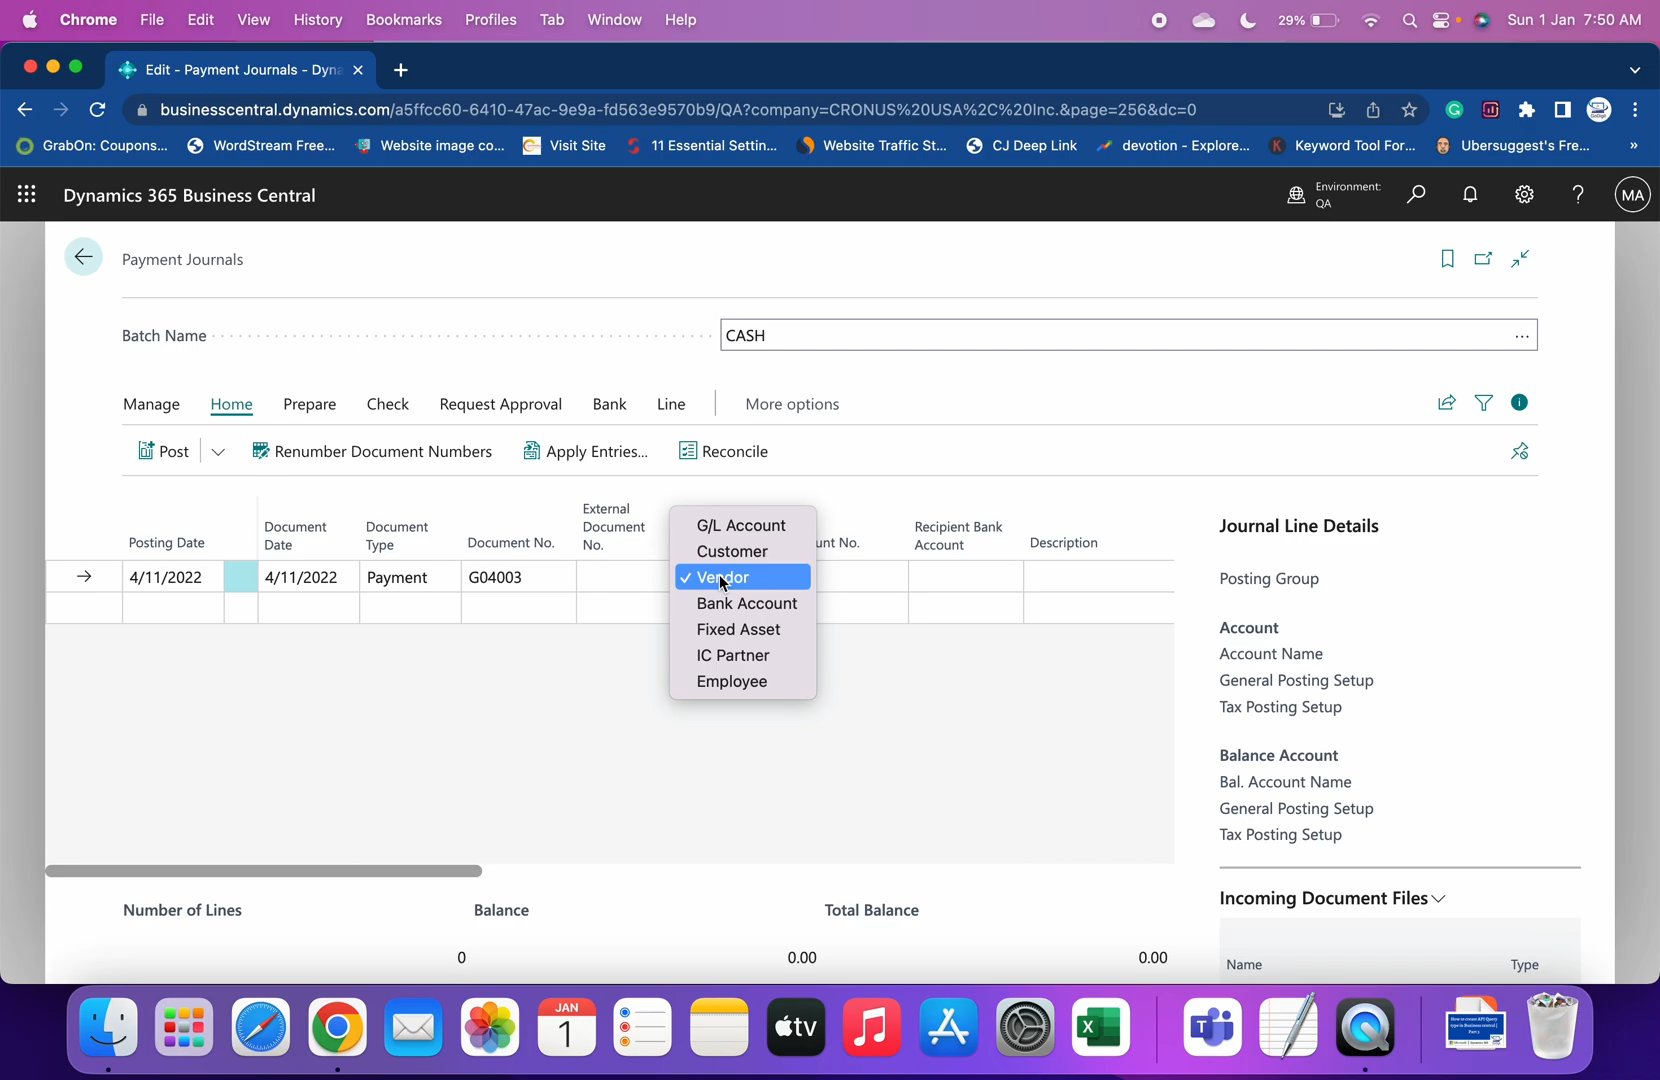 Chrome File Edit View History Bookmarks Profiles Tab Window Help 29% Sun 1 Jan 7:50 AM
Edit - Payment Journals - Dyna
businesscentral.dynamics.com/a5ffcc60-6410-47ac-9e9a-fd563e9570b9/QA?company=CRONUS%20USA%2C%20Inc.&page=256&dc=0
GrabOn: Coupons... WordStream Free... Website image co... Visit Site 11 Essential Settin... Website Traffic St... CJ Deep Link devotion - Explore... Keyword Tool For... Ubersuggest's Fre... »
Dynamics 365 Business Central Environment: QA ? MA
Payment Journals
Batch Name CASH ...
Manage Home Prepare Check Request Approval Bank Line More options
Post Renumber Document Numbers Apply Entries... Reconcile
Posting Date Document Date Document Type Document No. External Document No. unt No. Recipient Bank Account Description
4/11/2022 4/11/2022 Payment G04003
G/L Account
Customer
✓ Vendor
Bank Account
Fixed Asset
IC Partner
Employee
Journal Line Details
Posting Group
Account
Account Name
General Posting Setup
Tax Posting Setup
Balance Account
Bal. Account Name
General Posting Setup
Tax Posting Setup
Number of Lines Balance Total Balance
0 0.00 0.00
Incoming Document Files
Name Type
JAN
1
tv
X
T